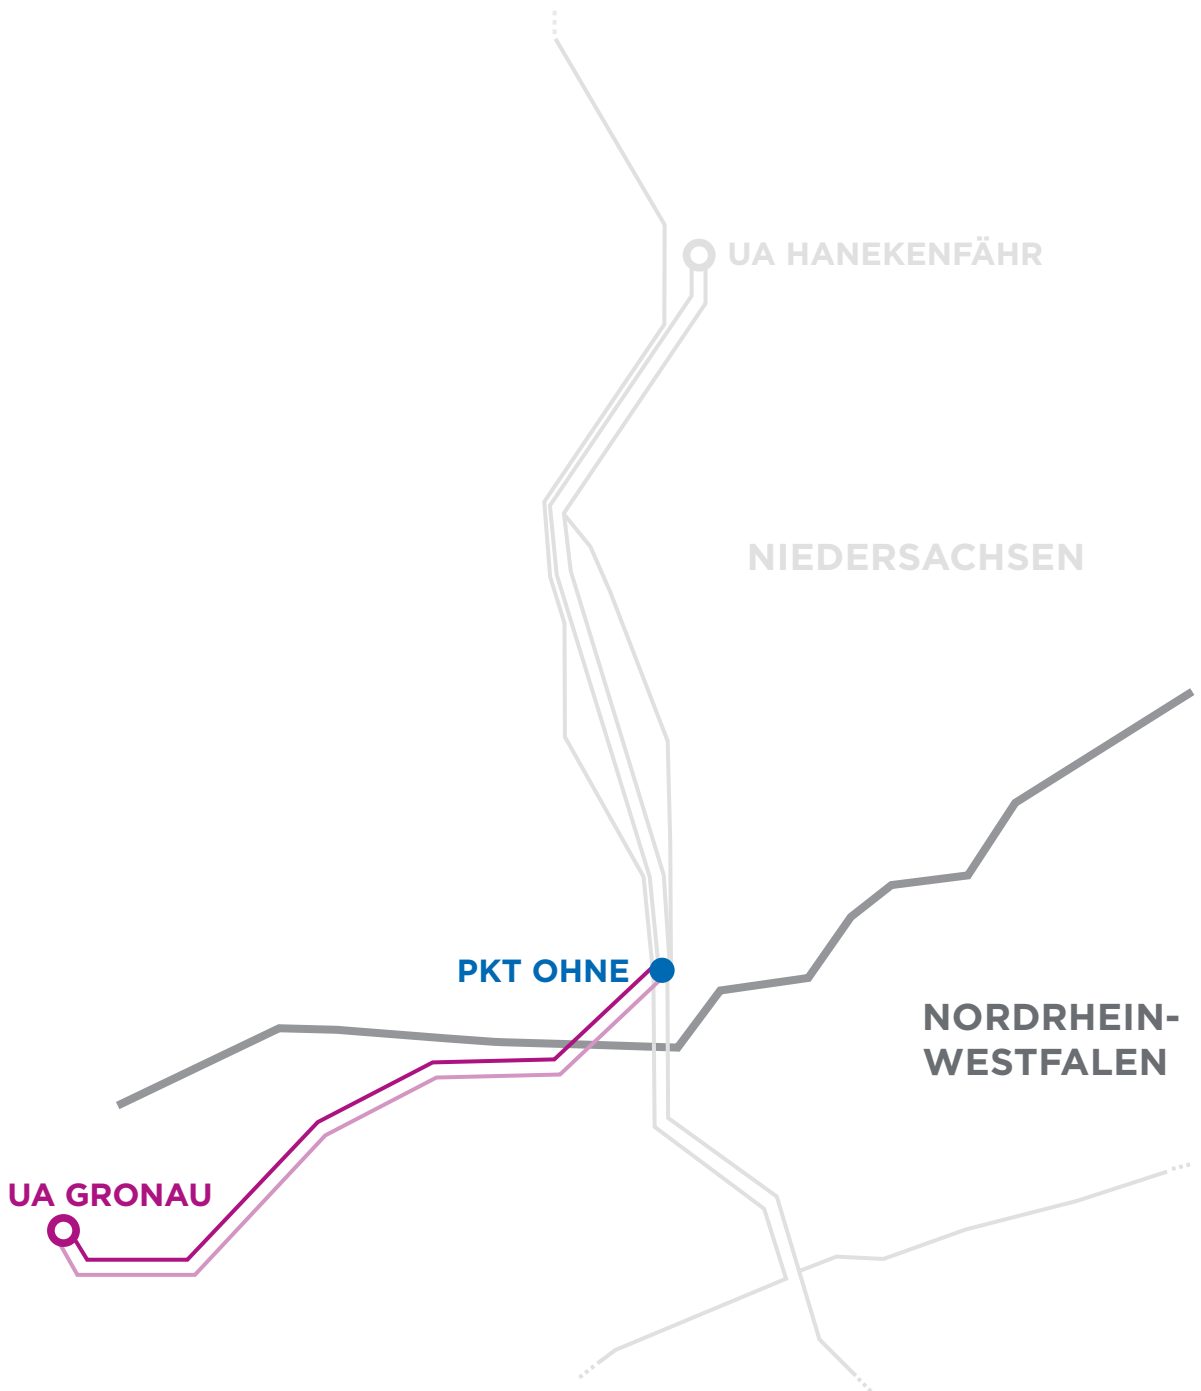 UA HANEKENFÄHR
NIEDERSACHSEN
PKT OHNE
NORDRHEIN-
WESTFALEN
UA GRONAU